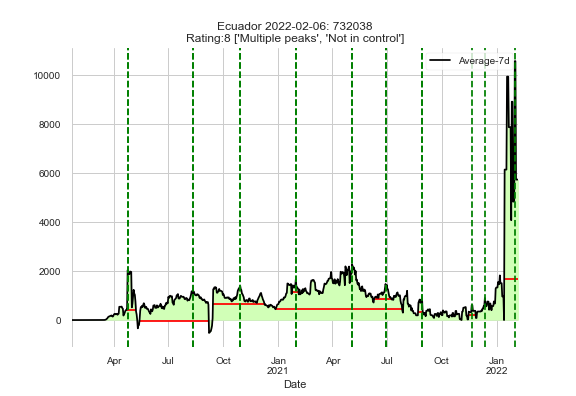 Ecuador 2022-02-06: 732038
Rating:8 ['Multiple peaks', 'Not in control']
Average-7d
10000
8000
6000
4000
2000
0
Apr Jul Oct Jan Apr Jul Oct Jan
2021 2022
Date